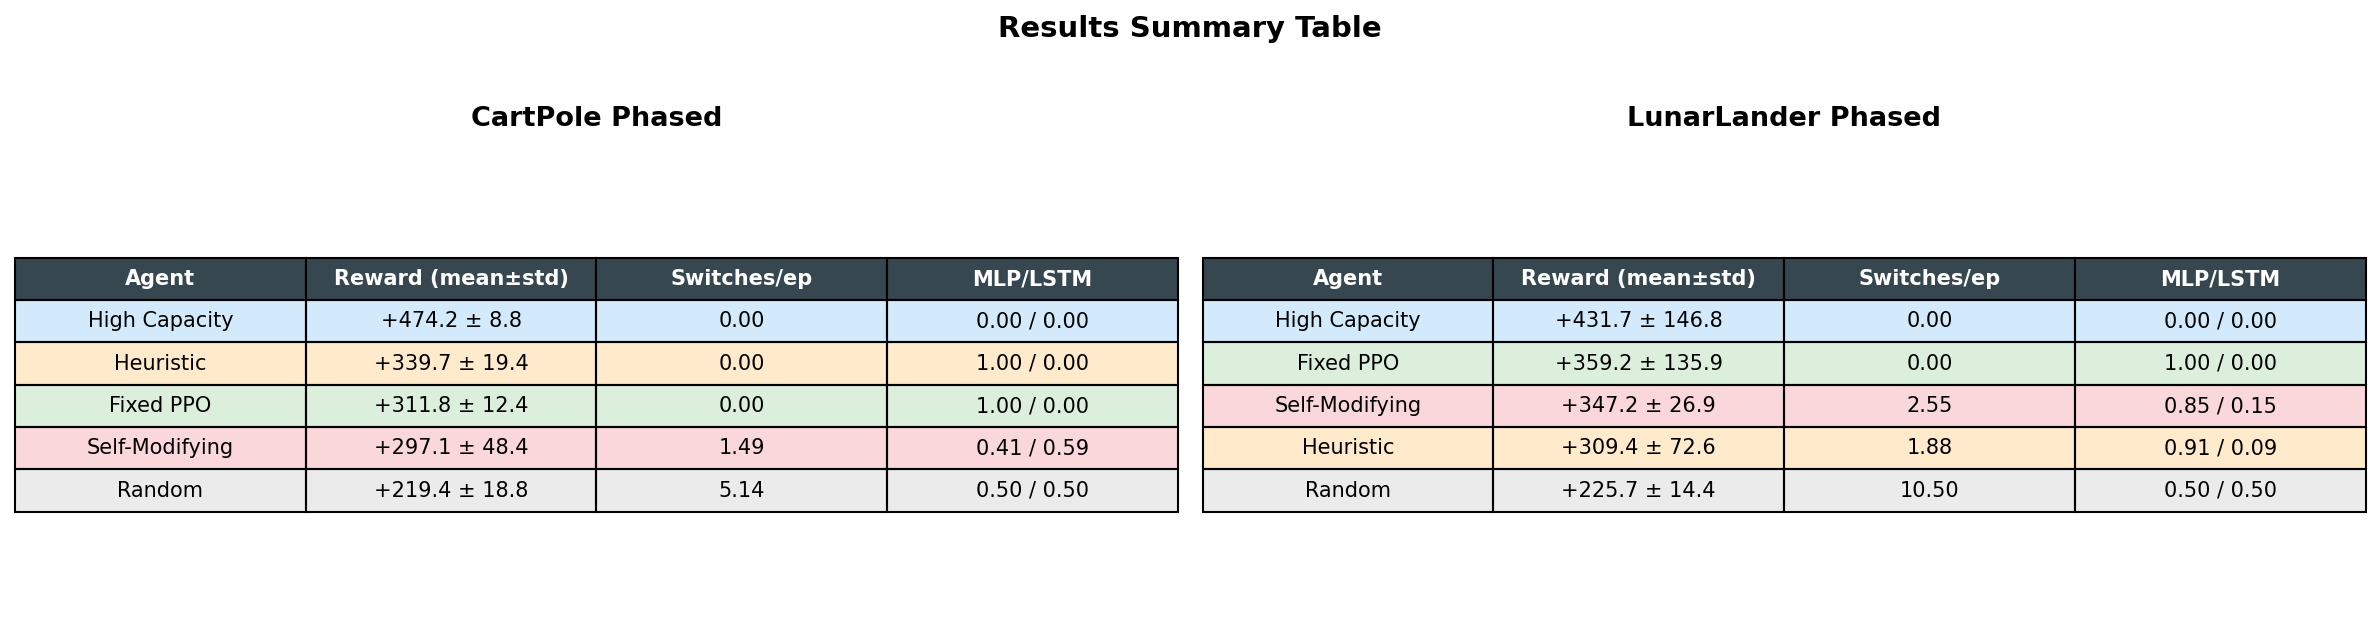 Results Summary Table
CartPole Phased
Agent Reward (mean±std) Switches/ep MLP/LSTM
High Capacity +474.2 ± 8.8 0.00 0.00 / 0.00
Heuristic +339.7 ± 19.4 0.00 1.00 / 0.00
Fixed PPO +311.8 ± 12.4 0.00 1.00 / 0.00
Self-Modifying +297.1 ± 48.4 1.49 0.41 / 0.59
Random +219.4 ± 18.8 5.14 0.50 / 0.50
LunarLander Phased
Agent Reward (mean±std) Switches/ep MLP/LSTM
High Capacity +431.7 ± 146.8 0.00 0.00 / 0.00
Fixed PPO +359.2 ± 135.9 0.00 1.00 / 0.00
Self-Modifying +347.2 ± 26.9 2.55 0.85 / 0.15
Heuristic +309.4 ± 72.6 1.88 0.91 / 0.09
Random +225.7 ± 14.4 10.50 0.50 / 0.50